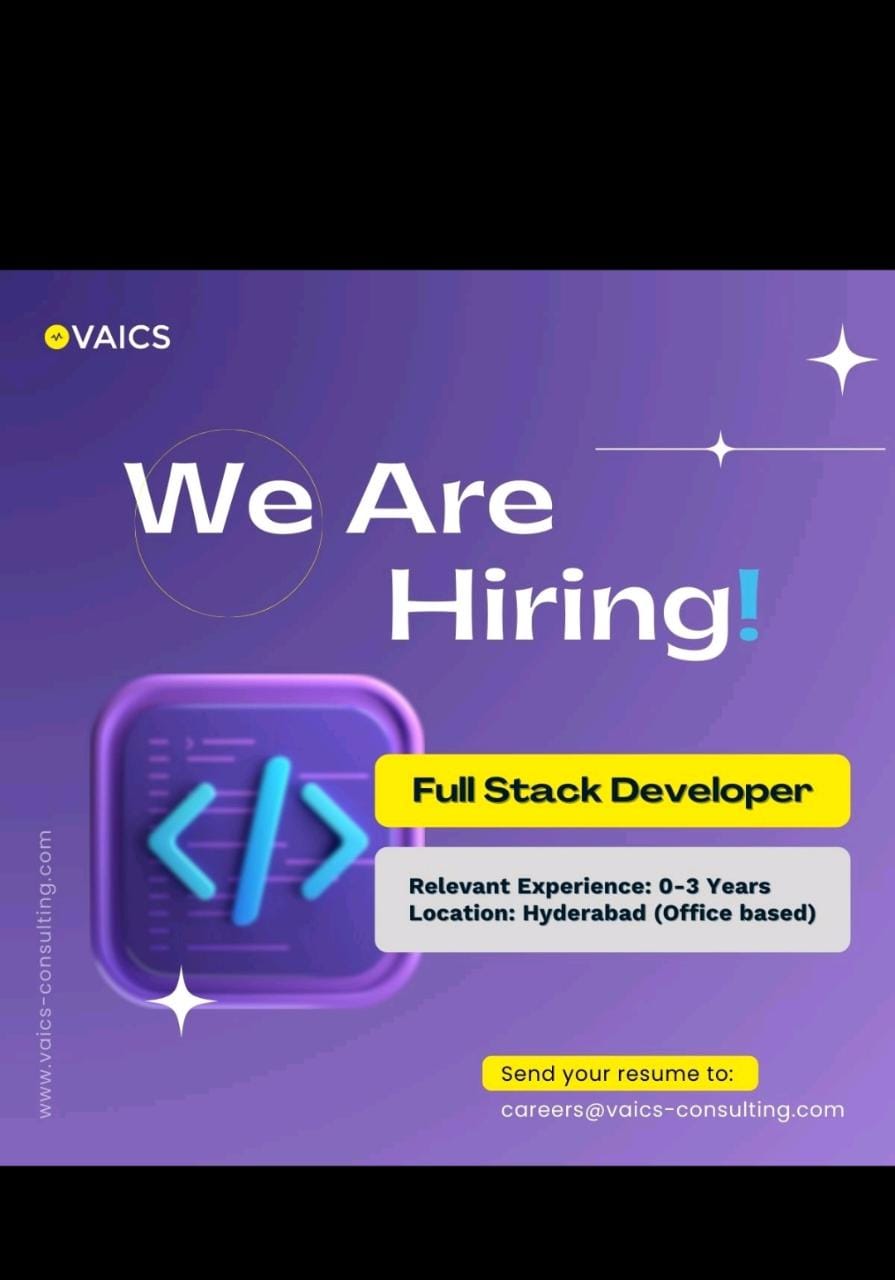 VAICS
We Are
Hiring!
Full Stack Developer
Relevant Experience: 0-3 Years
Location: Hyderabad (Office based)
www.vaics-consulting.com
Send your resume to:
careers@vaics-consulting.com